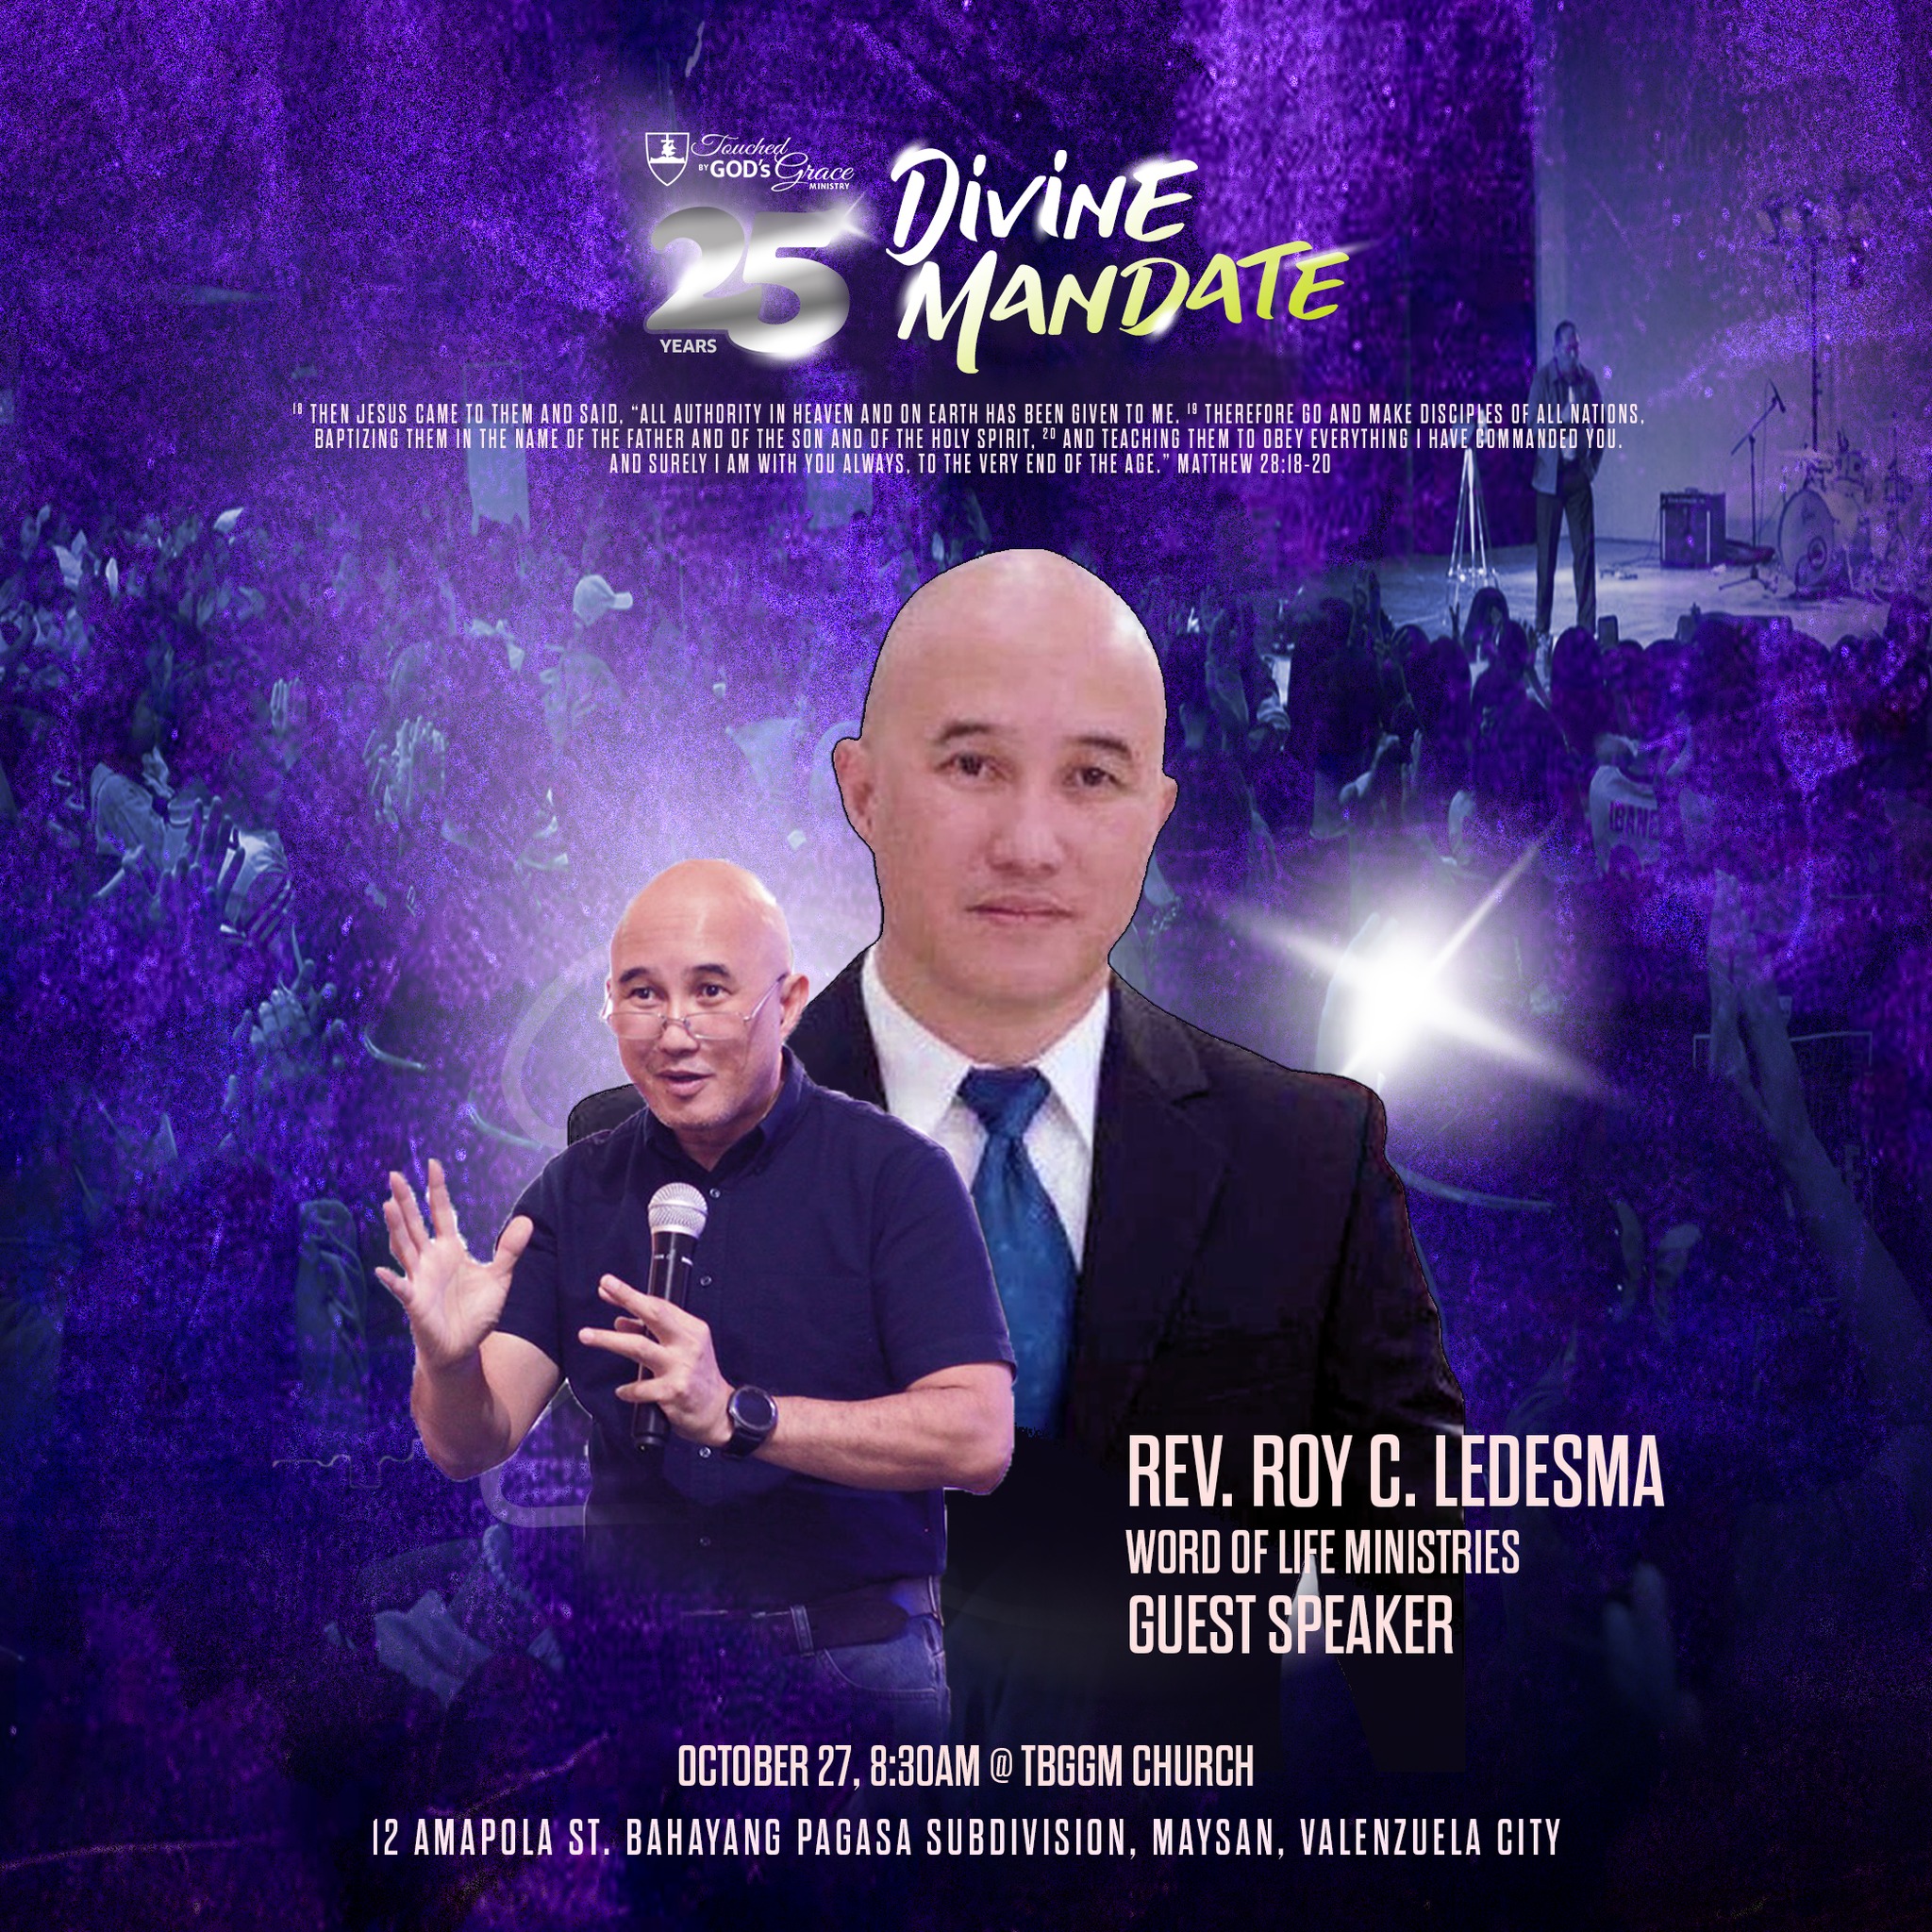 Touched
BY GOD's Grace
MINISTRY
25
YEARS
DiViNE
MANDATE
18 THEN JESUS CAME TO THEM AND SAID, “ALL AUTHORITY IN HEAVEN AND ON EARTH HAS BEEN GIVEN TO ME. 19 THEREFORE GO AND MAKE DISCIPLES OF ALL NATIONS,
BAPTIZING THEM IN THE NAME OF THE FATHER AND OF THE SON AND OF THE HOLY SPIRIT, 20 AND TEACHING THEM TO OBEY EVERYTHING I HAVE COMMANDED YOU.
AND SURELY I AM WITH YOU ALWAYS, TO THE VERY END OF THE AGE.” MATTHEW 28:18-20
REV. ROY C. LEDESMA
WORD OF LIFE MINISTRIES
GUEST SPEAKER
OCTOBER 27, 8:30AM @ TBGGM CHURCH
12 AMAPOLA ST. BAHAYANG PAGASA SUBDIVISION, MAYSAN, VALENZUELA CITY